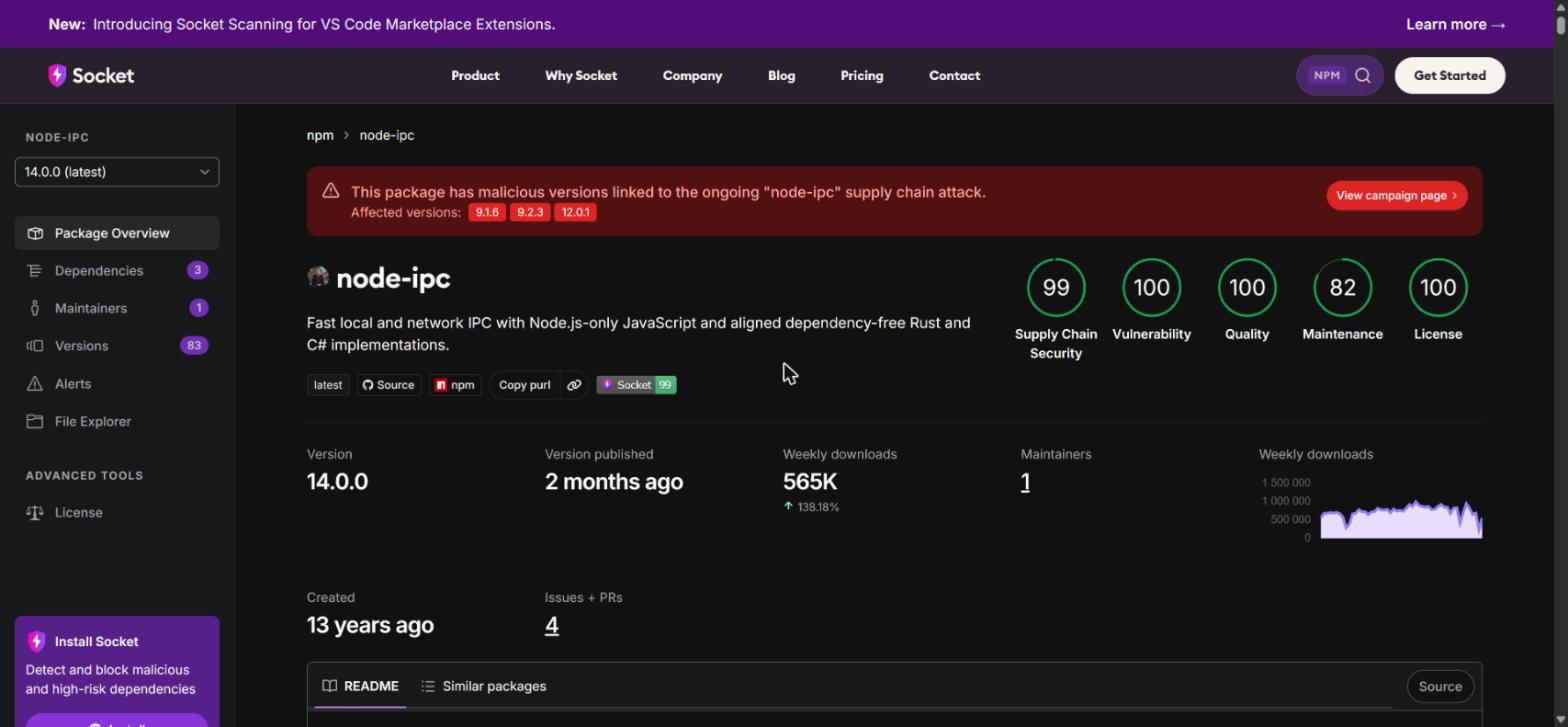 New: Introducing Socket Scanning for VS Code Marketplace Extensions.
Learn more →
Socket
Product
Why Socket
Company
Blog
Pricing
Contact
NPM
Get Started
NODE-IPC
14.0.0 (latest)
Package Overview
Dependencies 3
Maintainers 1
Versions 83
Alerts
File Explorer
ADVANCED TOOLS
License
Install Socket
Detect and block malicious
and high-risk dependencies
npm > node-ipc
This package has malicious versions linked to the ongoing "node-ipc" supply chain attack.
Affected versions: 9.1.6 9.2.3 12.0.1
View campaign page >
node-ipc
Fast local and network IPC with Node.js-only JavaScript and aligned dependency-free Rust and
C# implementations.
latest
Source
npm
Copy purl
Socket 99
99
Supply Chain
Security
100
Vulnerability
100
Quality
82
Maintenance
100
License
Version
14.0.0
Version published
2 months ago
Weekly downloads
565K
138.18%
Maintainers
1
Weekly downloads
1 500 000
1 000 000
500 000
0
Created
13 years ago
Issues + PRs
4
README
Similar packages
Source